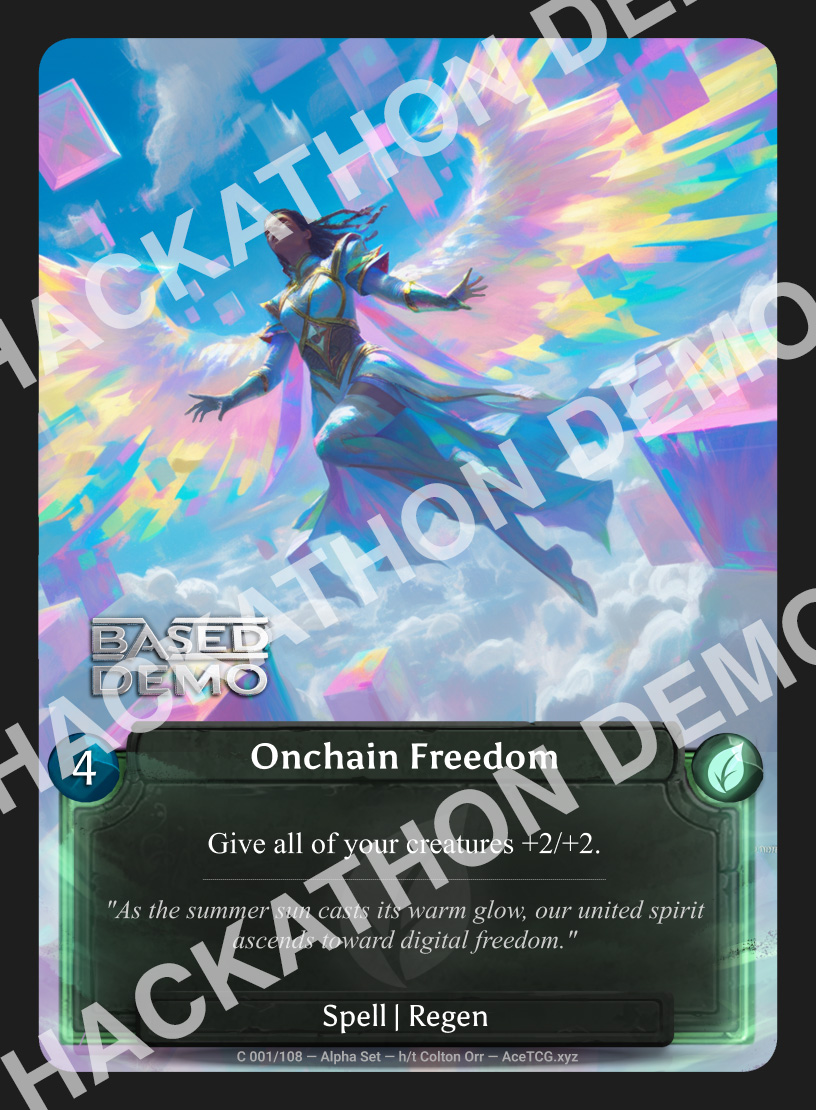 HACKATHON DEMO
HACKATHON DEMO
HACKATHON DEMO
BASED
DEMO
4
Onchain Freedom
Give all of your creatures +2/+2.
"As the summer sun casts its warm glow, our united spirit
ascends toward digital freedom."
Spell | Regen
C 001/108 — Alpha Set — h/t Colton Orr — AceTCG.xyz